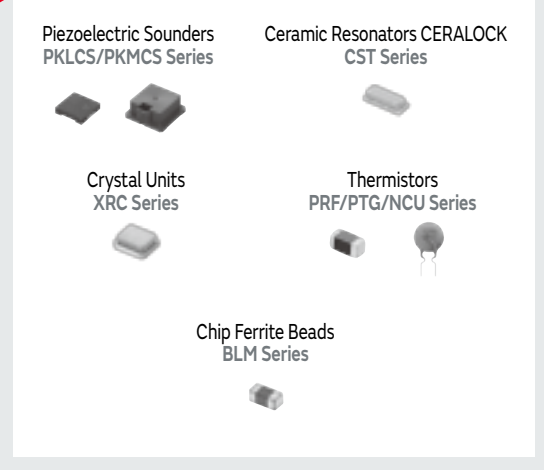 Piezoelectric Sounders
PKLCS/PKMCS Series
Ceramic Resonators CERALOCK
CST Series
Crystal Units
XRC Series
Thermistors
PRF/PTG/NCU Series
Chip Ferrite Beads
BLM Series